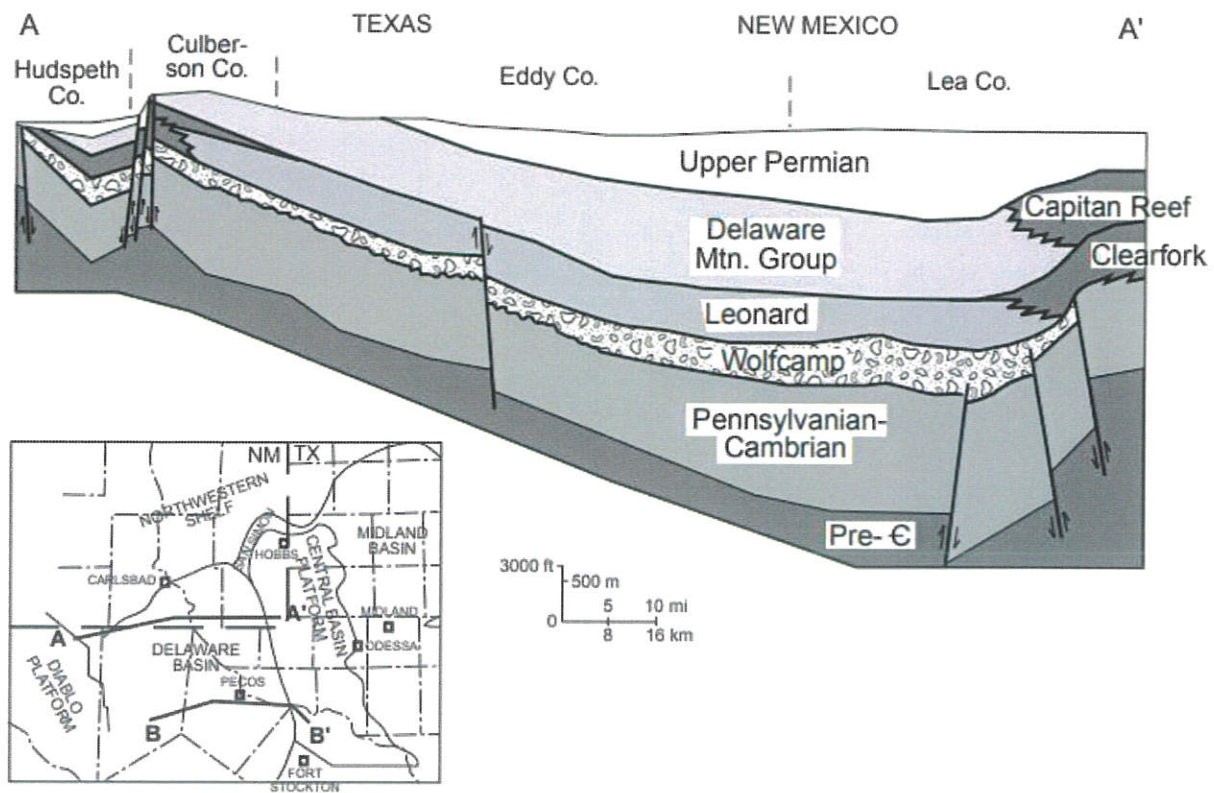 A
TEXAS
NEW MEXICO
A'
Hudspeth
Co.
Culber-
son Co.
Eddy Co.
Lea Co.
Upper Permian
Capitan Reef
Delaware
Mtn. Group
Clearfork
Leonard
Wolfcamp
Pennsylvanian-
Cambrian
Pre-Є
3000 ft
500 m
0
5
10 mi
8
16 km
NM
TX
NORTHWESTERN
SHELF
SAN SIMON
HOBBS
MIDLAND
BASIN
CENTRAL BASIN
PLATFORM
CARLSBAD
A
A'
MIDLAND
ODESSA
DELAWARE
BASIN
DIABLO
PLATFORM
PECOS
B
B'
FORT
STOCKTON